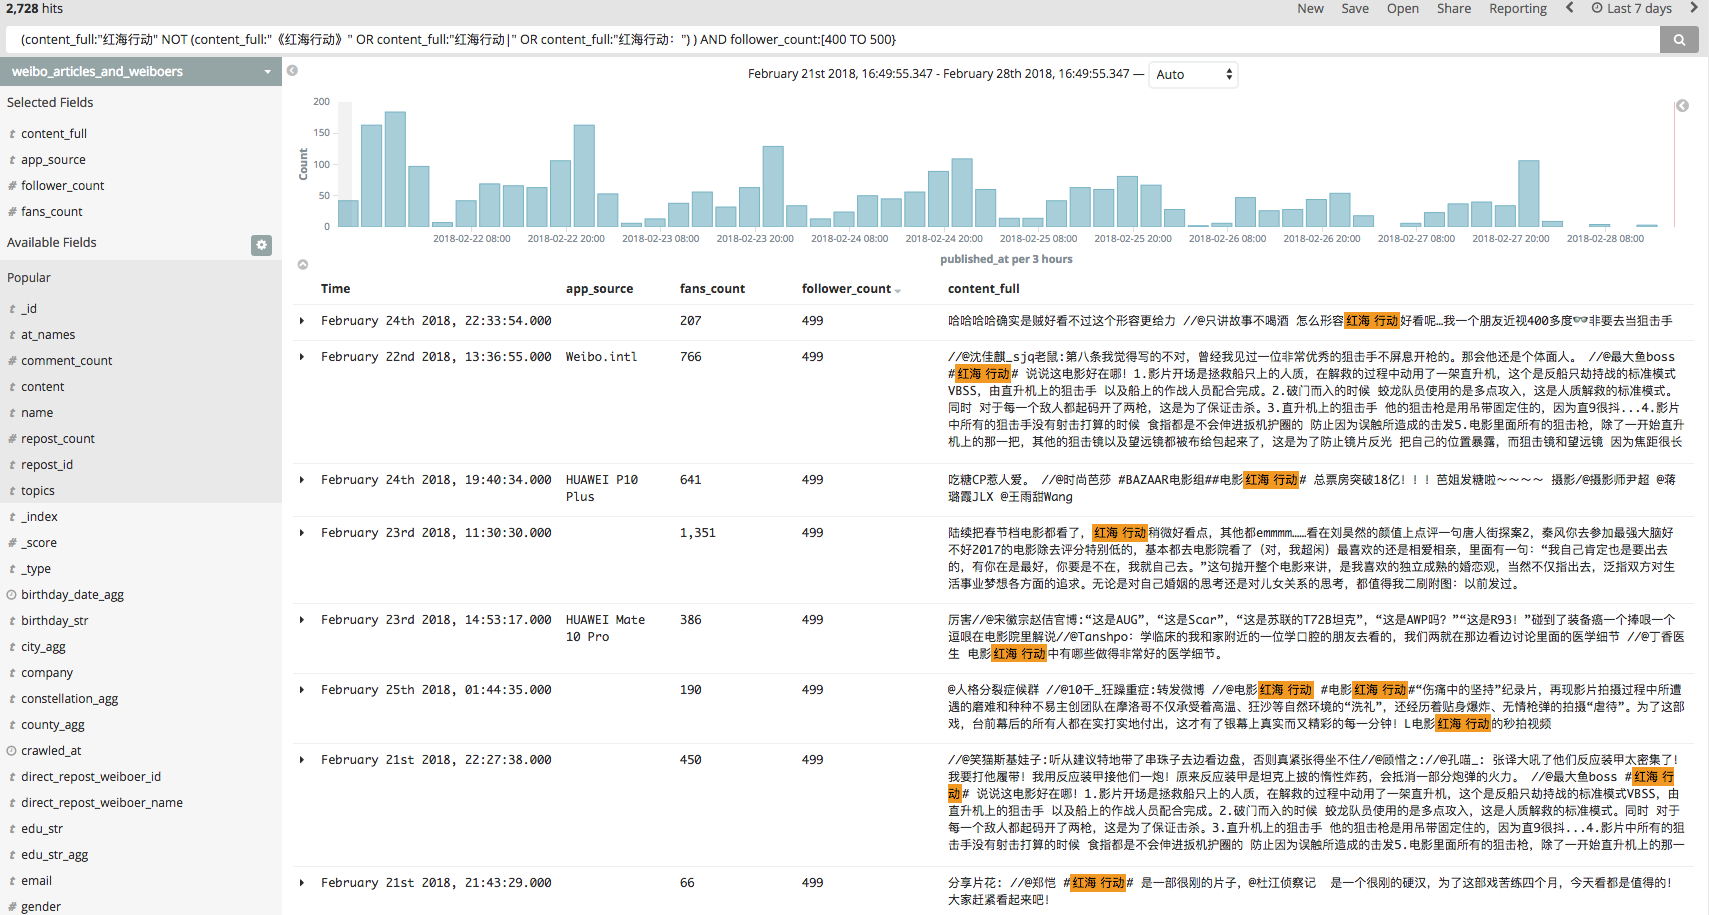 2,728 hits
New Save Open Share Reporting Last 7 days
(content_full:"红海行动" NOT (content_full:"《红海行动》" OR content_full:"红海行动|" OR content_full:"红海行动：") ) AND follower_count:[400 TO 500}
weibo_articles_and_weiboers
Selected Fields
t content_full
t app_source
# follower_count
# fans_count
Available Fields
Popular
t _id
t at_names
# comment_count
t content
t name
# repost_count
t repost_id
t topics
t _index
# _score
t _type
birthday_date_agg
t birthday_str
t city_agg
t company
t constellation_agg
t county_agg
crawled_at
t direct_repost_weiboer_id
t direct_repost_weiboer_name
t edu_str
t edu_str_agg
t email
# gender
February 21st 2018, 16:49:55.347 - February 28th 2018, 16:49:55.347 — Auto
Count
200
150
100
50
0
2018-02-22 08:00 2018-02-22 20:00 2018-02-23 08:00 2018-02-23 20:00 2018-02-24 08:00 2018-02-24 20:00 2018-02-25 08:00 2018-02-25 20:00 2018-02-26 08:00 2018-02-26 20:00 2018-02-27 08:00 2018-02-27 20:00 2018-02-28 08:00
published_at per 3 hours
Time app_source fans_count follower_count content_full
February 24th 2018, 22:33:54.000 207 499 哈哈哈哈确实是贼好看不过这个形容更给力 //@只讲故事不喝酒 怎么形容红海 行动好看呢…我一个朋友近视400多度👓非要去当狙击手
February 22nd 2018, 13:36:55.000 Weibo.intl 766 499 //@沈佳麒_sjq老鼠:第八条我觉得写的不对，曾经我见过一位非常优秀的狙击手不屏息开枪的。那会他还是个体面人。 //@最大鱼boss
#红海 行动# 说说这电影好在哪！1.影片开场是拯救船只上的人质，在解救的过程中动用了一架直升机，这个是反船只劫持战的标准模式
VBSS，由直升机上的狙击手 以及船上的作战人员配合完成。2.破门而入的时候 蛟龙队员使用的是多点攻入，这是人质解救的标准模式。
同时 对于每一个敌人都起码开了两枪，这是为了保证击杀。3.直升机上的狙击手 他的狙击枪是用吊带固定住的，因为直9很抖...4.影片
中所有的狙击手没有射击打算的时候 食指都是不会伸进扳机护圈的 防止因为误触所造成的击发5.电影里面所有的狙击枪，除了一开始直升
机上的那一把，其他的狙击镜以及望远镜都被布给包起来了，这是为了防止镜片反光 把自己的位置暴露，而狙击镜和望远镜 因为焦距很长
February 24th 2018, 19:40:34.000 HUAWEI P10 Plus 641 499 吃糖CP惹人爱。 //@时尚芭莎 #BAZAAR电影组##电影红海 行动# 总票房突破18亿！！！芭姐发糖啦～～～～ 摄影/@摄影师尹超 @蒋
璐霞JLX @王雨甜Wang
February 23rd 2018, 11:30:30.000 1,351 499 陆续把春节档电影都看了，红海 行动稍微好看点，其他都emmmm……看在刘昊然的颜值上点评一句唐人街探案2，秦风你去参加最强大脑好
不好2017的电影除去评分特别低的，基本都去电影院看了（对，我超闲）最喜欢的还是相爱相亲，里面有一句：“我自己肯定也是要出去
的，有你在是最好，你要是不在，我就自己去。”这句抛开整个电影来讲，是我喜欢的独立成熟的婚恋观，当然不仅指出去，泛指双方对生
活事业梦想各方面的追求。无论是对自己婚姻的思考还是对儿女关系的思考，都值得我二刷附图：以前发过。
February 23rd 2018, 14:53:17.000 HUAWEI Mate 10 Pro 386 499 厉害//@宋徽宗赵佶官博:“这是AUG”，“这是Scar”，“这是苏联的T72B坦克”，“这是AWP吗？”“这是R93！”碰到了装备癌一个捧哏一个
逗哏在电影院里解说//@Tanshpo：学临床的我和家附近的一位学口腔的朋友去看的，我们两就在那边看边讨论里面的医学细节 //@丁香医
生 电影红海 行动中有哪些做得非常好的医学细节。
February 25th 2018, 01:44:35.000 190 499 @人格分裂症候群 //@10千_狂躁重症:转发微博 //@电影红海 行动 #电影红海 行动#“伤痛中的坚持”纪录片，再现影片拍摄过程中所遭
遇的磨难和种种不易主创团队在摩洛哥不仅承受着高温、狂沙等自然环境的“洗礼”，还经历着贴身爆炸、无情枪弹的拍摄“虐待”。为了这部
戏，台前幕后的所有人都在实打实地付出，这才有了银幕上真实而又精彩的每一分钟！L电影红海 行动的秒拍视频
February 21st 2018, 22:27:38.000 450 499 //@笑猫斯基娃子:听从建议特地带了串珠子去边看边盘，否则真紧张得坐不住//@顾惜之://@孔喵_: 张译大吼了他们反应装甲太密集了！
我要打他履带！我用反应装甲接他们一炮！原来反应装甲是坦克上披的惰性炸药，会抵消一部分炮弹的火力。 //@最大鱼boss #红海 行
动# 说说这电影好在哪！1.影片开场是拯救船只上的人质，在解救的过程中动用了一架直升机，这个是反船只劫持战的标准模式VBSS，由
直升机上的狙击手 以及船上的作战人员配合完成。2.破门而入的时候 蛟龙队员使用的是多点攻入，这是人质解救的标准模式。同时 对于
每一个敌人都起码开了两枪，这是为了保证击杀。3.直升机上的狙击手 他的狙击枪是用吊带固定住的，因为直9很抖...4.影片中所有的狙
击手没有射击打算的时候 食指都是不会伸进扳机护圈的 防止因为误触所造成的击发5.电影里面所有的狙击枪，除了一开始直升机上的那一
February 21st 2018, 21:43:29.000 66 499 分享片花: //@郑恺 #红海 行动# 是一部很刚的片子，@杜江侦察记 是一个很刚的硬汉，为了这部戏苦练四个月，今天看都是值得的！
大家赶紧看起来吧！